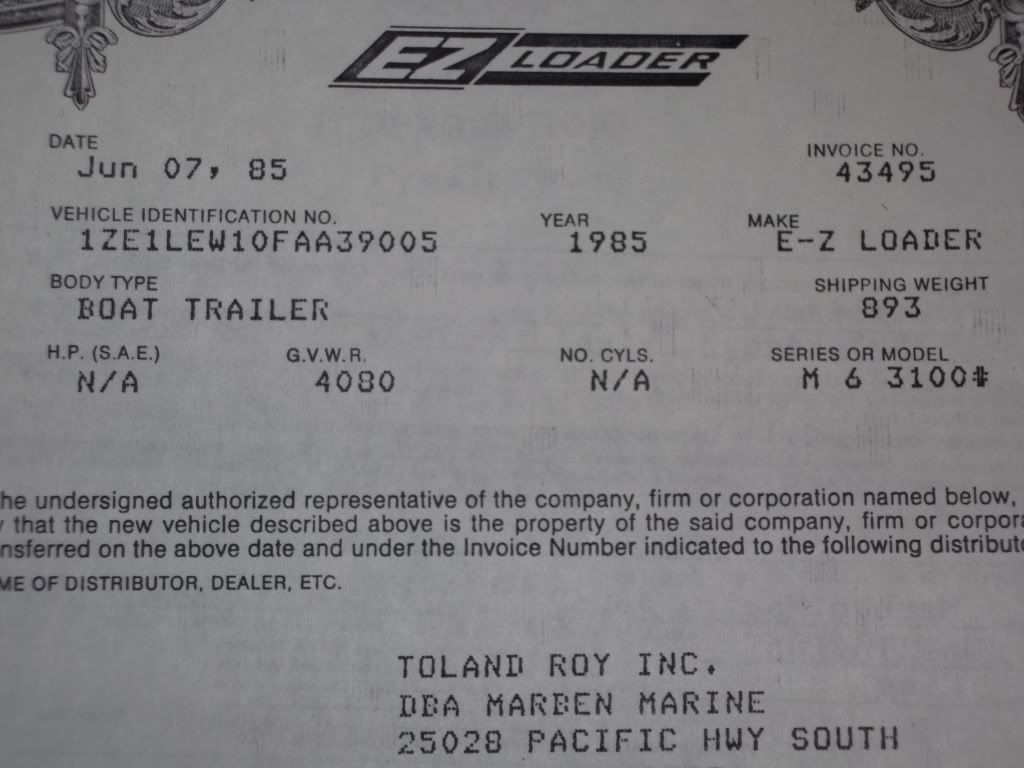 EZ LOADER
DATE INVOICE NO.
Jun 07, 85 43495
VEHICLE IDENTIFICATION NO. YEAR MAKE
1ZE1LEW10FAA39005 1985 E-Z LOADER
BODY TYPE SHIPPING WEIGHT
BOAT TRAILER 893
H.P. (S.A.E.) G.V.W.R. NO. CYLS. SERIES OR MODEL
N/A 4080 N/A M 6 3100#
he undersigned authorized representative of the company, firm or corporation named below,
y that the new vehicle described above is the property of the said company, firm or corpora
nsferred on the above date and under the Invoice Number indicated to the following distributo
ME OF DISTRIBUTOR, DEALER, ETC.
TOLAND ROY INC.
DBA MARBEN MARINE
25028 PACIFIC HWY SOUTH